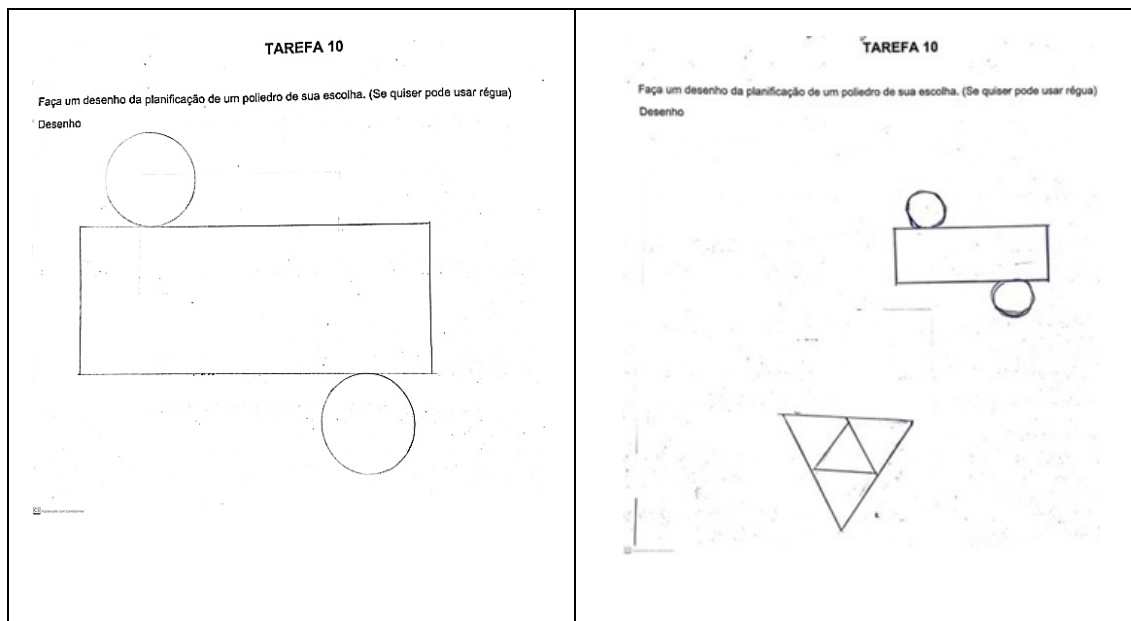 TAREFA 10
Faça um desenho da planificação de um poliedro de sua escolha. (Se quiser pode usar régua)
Desenho
TAREFA 10
Faça um desenho da planificação de um poliedro de sua escolha. (Se quiser pode usar régua)
Desenho